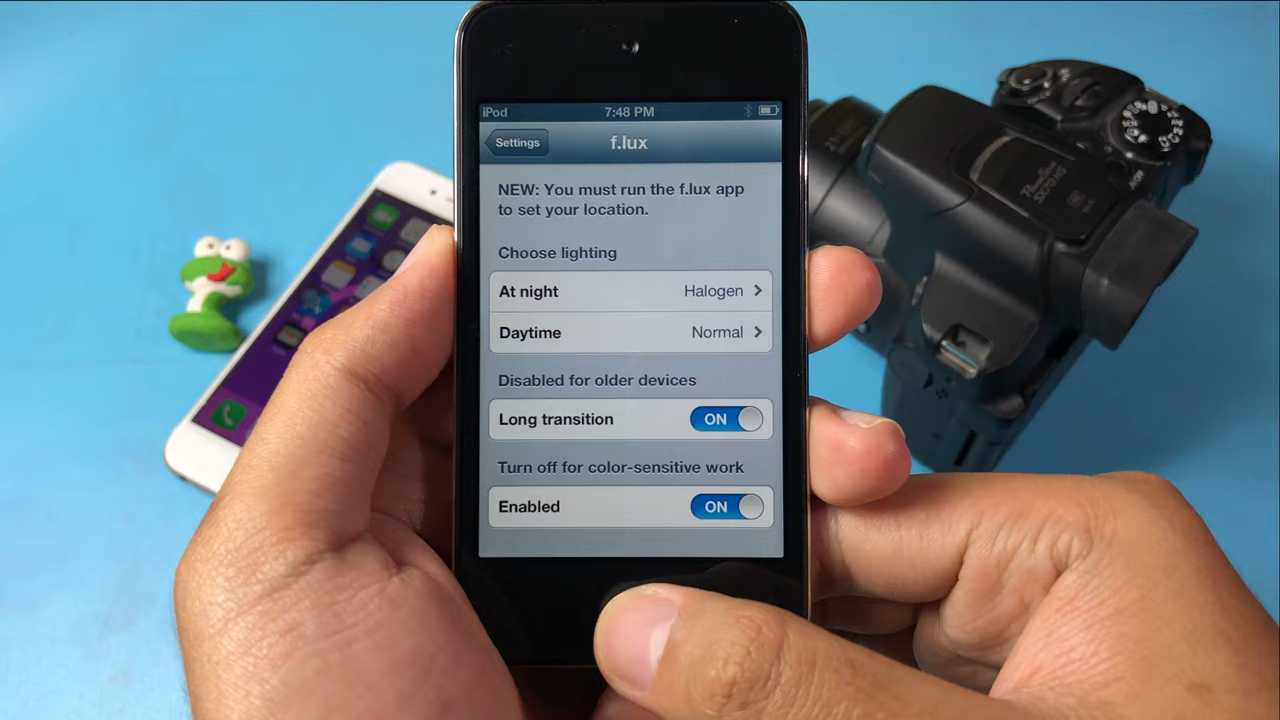 iPod
7:48 PM
Settings
f.lux
NEW: You must run the f.lux app
to set your location.
Choose lighting
At night
Halogen
Daytime
Normal
Disabled for older devices
Long transition
ON
Turn off for color-sensitive work
Enabled
ON
PowerShot
SX70 HS